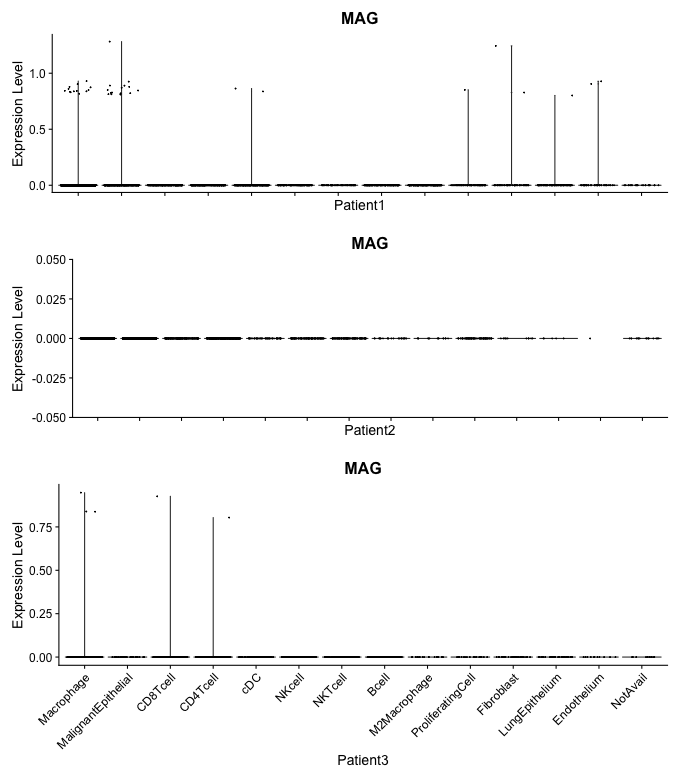 MAG
Expression Level
1.0
0.5
0.0
Patient1
MAG
Expression Level
0.050
0.025
0.000
-0.025
-0.050
Patient2
MAG
Expression Level
0.75
0.50
0.25
0.00
Macrophage
MalignantEpithelial
CD8Tcell
CD4Tcell
cDC
NKcell
NKTcell
Bcell
M2Macrophage
ProliferatingCell
Fibroblast
LungEpithelium
Endothelium
NotAvail
Patient3